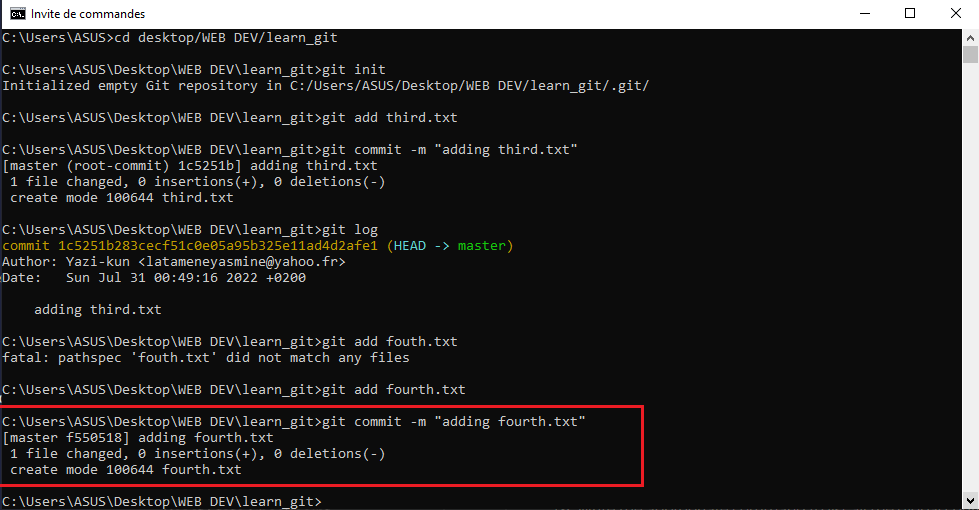 Invite de commandes
C:\Users\ASUS>cd desktop/WEB DEV/learn_git
C:\Users\ASUS\Desktop\WEB DEV\learn_git>git init
Initialized empty Git repository in C:/Users/ASUS/Desktop/WEB DEV/learn_git/.git/
C:\Users\ASUS\Desktop\WEB DEV\learn_git>git add third.txt
C:\Users\ASUS\Desktop\WEB DEV\learn_git>git commit -m "adding third.txt"
[master (root-commit) 1c5251b] adding third.txt
 1 file changed, 0 insertions(+), 0 deletions(-)
 create mode 100644 third.txt
C:\Users\ASUS\Desktop\WEB DEV\learn_git>git log
commit 1c5251b283cecf51c0e05a95b325e11ad4d2afe1 (HEAD -> master)
Author: Yazi-kun <latameneyasmine@yahoo.fr>
Date:   Sun Jul 31 00:49:16 2022 +0200
    adding third.txt
C:\Users\ASUS\Desktop\WEB DEV\learn_git>git add fouth.txt
fatal: pathspec 'fouth.txt' did not match any files
C:\Users\ASUS\Desktop\WEB DEV\learn_git>git add fourth.txt
C:\Users\ASUS\Desktop\WEB DEV\learn_git>git commit -m "adding fourth.txt"
[master f550518] adding fourth.txt
 1 file changed, 0 insertions(+), 0 deletions(-)
 create mode 100644 fourth.txt
C:\Users\ASUS\Desktop\WEB DEV\learn_git>